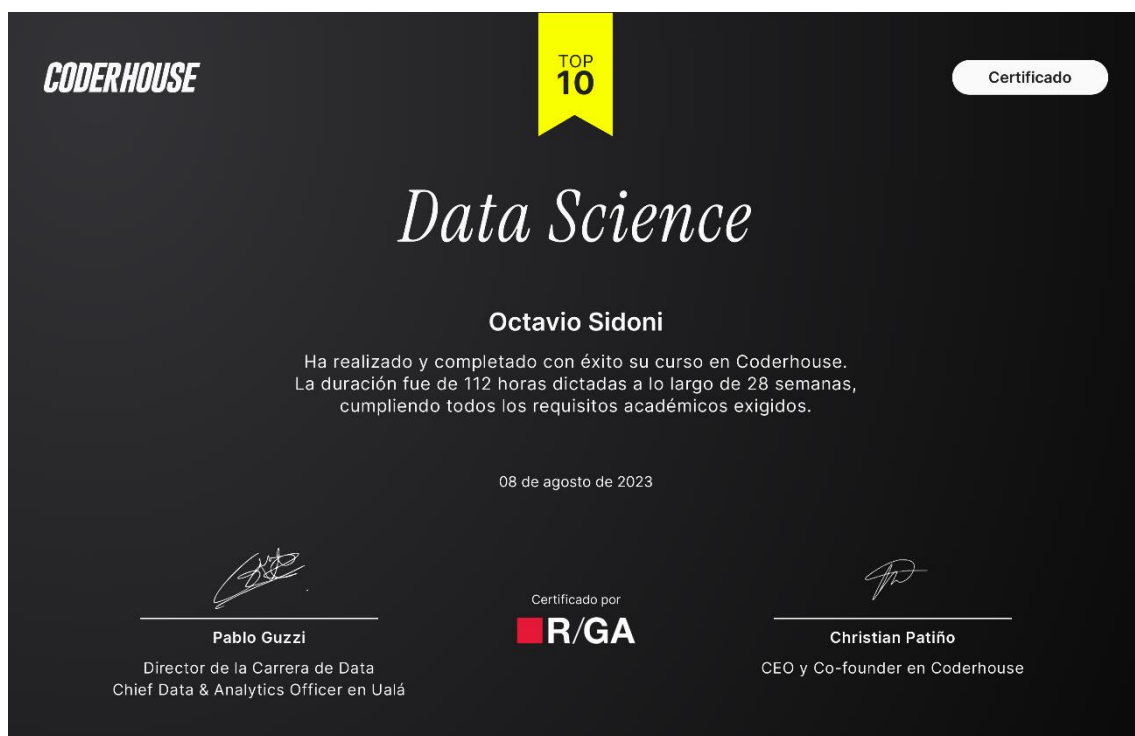 CODERHOUSE
TOP
10
Certificado
Data Science
Octavio Sidoni
Ha realizado y completado con éxito su curso en Coderhouse.
La duración fue de 112 horas dictadas a lo largo de 28 semanas,
cumpliendo todos los requisitos académicos exigidos.
08 de agosto de 2023
Pablo Guzzi
Director de la Carrera de Data
Chief Data & Analytics Officer en Ualá
Certificado por
R/GA
Christian Patiño
CEO y Co-founder en Coderhouse